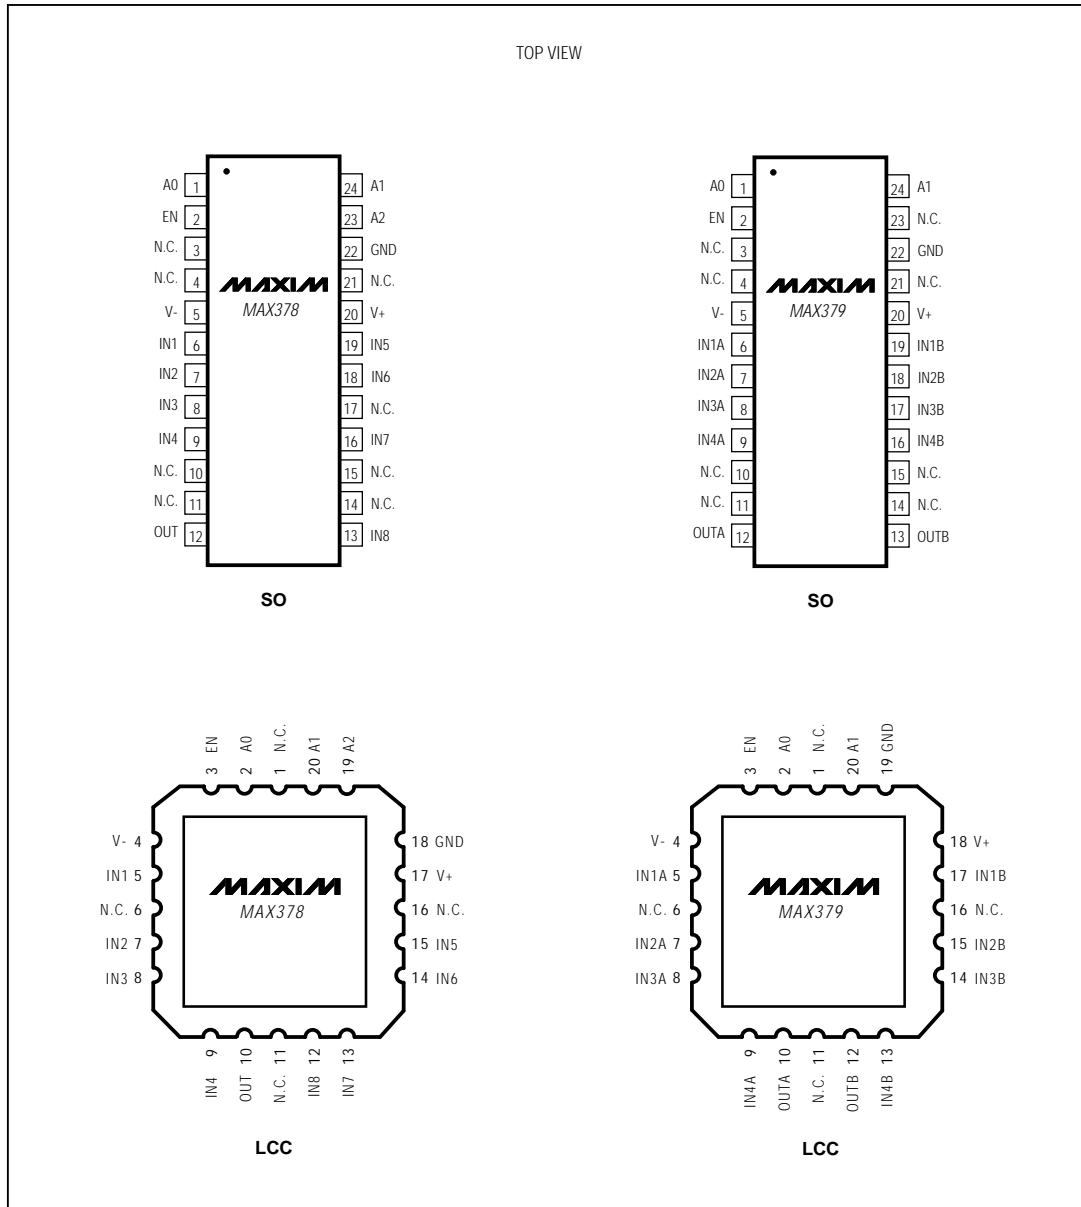 TOP VIEW
A0 1 24 A1
EN 2 23 A2
N.C. 3 22 GND
N.C. 4 21 N.C.
MAXIM
MAX378
V- 5 20 V+
IN1 6 19 IN5
IN2 7 18 IN6
IN3 8 17 N.C.
IN4 9 16 IN7
N.C. 10 15 N.C.
N.C. 11 14 N.C.
OUT 12 13 IN8
SO
A0 1 24 A1
EN 2 23 N.C.
N.C. 3 22 GND
N.C. 4 21 N.C.
MAXIM
MAX379
V- 5 20 V+
IN1A 6 19 IN1B
IN2A 7 18 IN2B
IN3A 8 17 IN3B
IN4A 9 16 IN4B
N.C. 10 15 N.C.
N.C. 11 14 N.C.
OUTA 12 13 OUTB
SO
3 EN
2 A0
1 N.C.
20 A1
19 A2
V- 4 18 GND
IN1 5 17 V+
MAXIM
MAX378
N.C. 6 16 N.C.
IN2 7 15 IN5
IN3 8 14 IN6
IN4 9
OUT 10
N.C. 11
IN8 12
IN7 13
LCC
3 EN
2 A0
1 N.C.
20 A1
19 GND
V- 4 18 V+
IN1A 5 17 IN1B
MAXIM
MAX379
N.C. 6 16 N.C.
IN2A 7 15 IN2B
IN3A 8 14 IN3B
IN4A 9
OUTA 10
N.C. 11
OUTB 12
IN4B 13
LCC